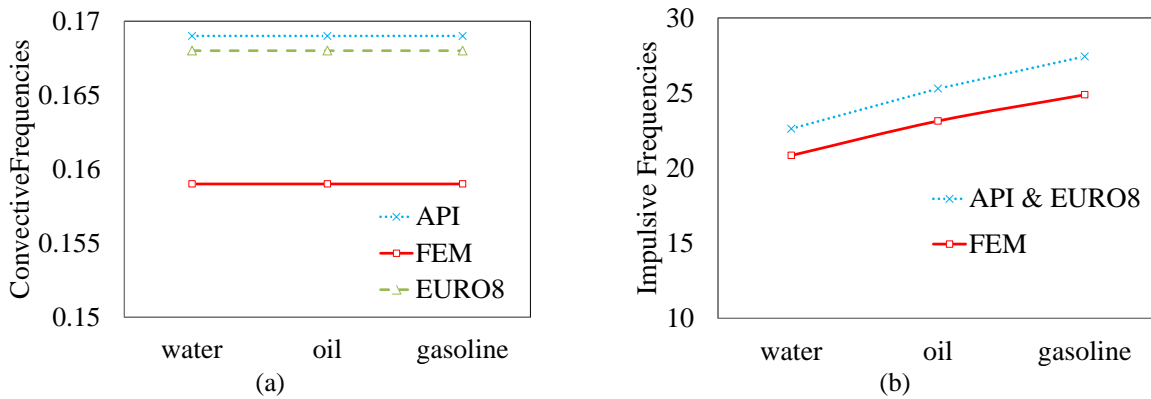 ConvectiveFrequencies
0.17
0.165
0.16
0.155
0.15
API
FEM
EURO8
water oil gasoline
(a)
Impulsive Frequencies
30
25
20
15
10
API & EURO8
FEM
water oil gasoline
(b)